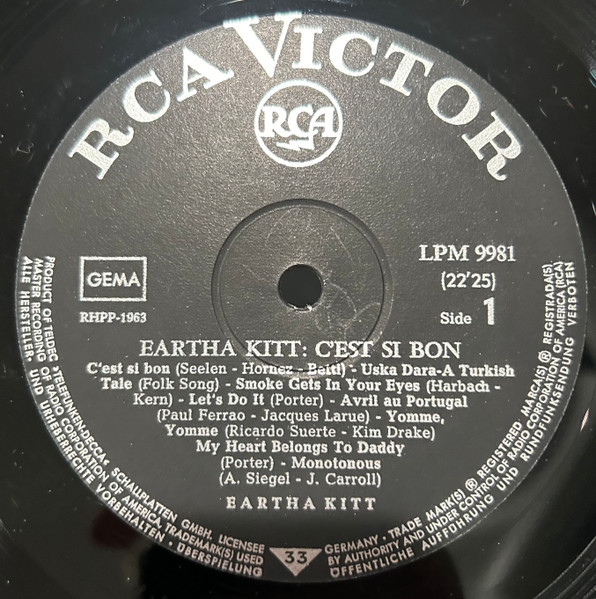 RCA VICTOR
RCA
LPM 9981
(22'25)
Side 1
GEMA
RHPP-1963
EARTHA KITT: C'EST SI BON
C'est si bon (Seelen - Hornez - Betti) - Uska Dara-A Turkish
Tale (Folk Song) - Smoke Gets In Your Eyes (Harbach -
Kern) - Let's Do It (Porter) - Avril au Portugal
(Paul Ferrao - Jacques Larue) - Yomme,
Yomme (Ricardo Suerte - Kim Drake)
My Heart Belongs To Daddy
(Porter) - Monotonous
(A. Siegel - J. Carroll)
EARTHA KITT
33
PRODUCT OF TELDEC »TELEFUNKEN-DECCA« SCHALLPLATTEN GMBH. LICENSEE
MASTER RECORDING OF RADIO CORPORATION OF AMERICA, TRADEMARK(S) USED
ALLE HERSTELLER- UND URHEBERRECHTE VORBEHALTEN · ÜBERSPIELUNG
GERMANY · TRADE MARK(S) ® REGISTERED MARCA(S) ® REGISTRADA(S)
BY AUTHORITY AND UNDER CONTROL OF RADIO CORPORATION OF AMERICA (RCA)
ÖFFENTLICHE AUFFÜHRUNG UND RUNDFUNKSENDUNG VERBOTEN